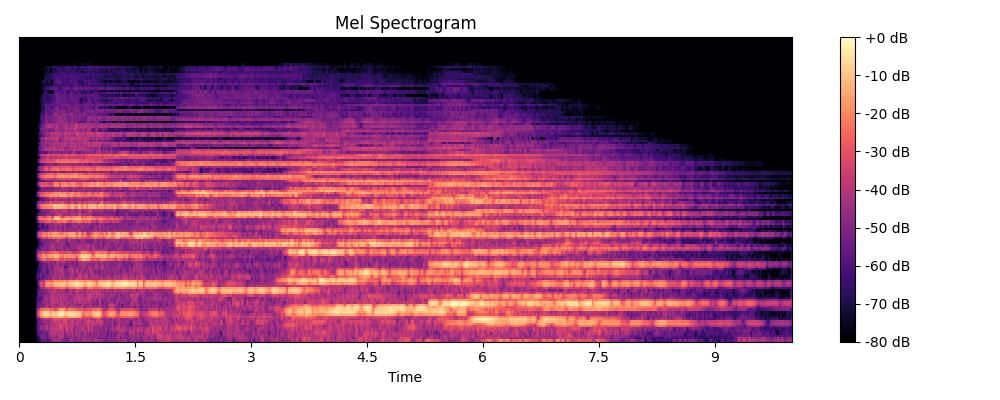 Mel Spectrogram
+0 dB
-10 dB
-20 dB
-30 dB
-40 dB
-50 dB
-60 dB
-70 dB
-80 dB
0 1.5 3 4.5 6 7.5 9
Time